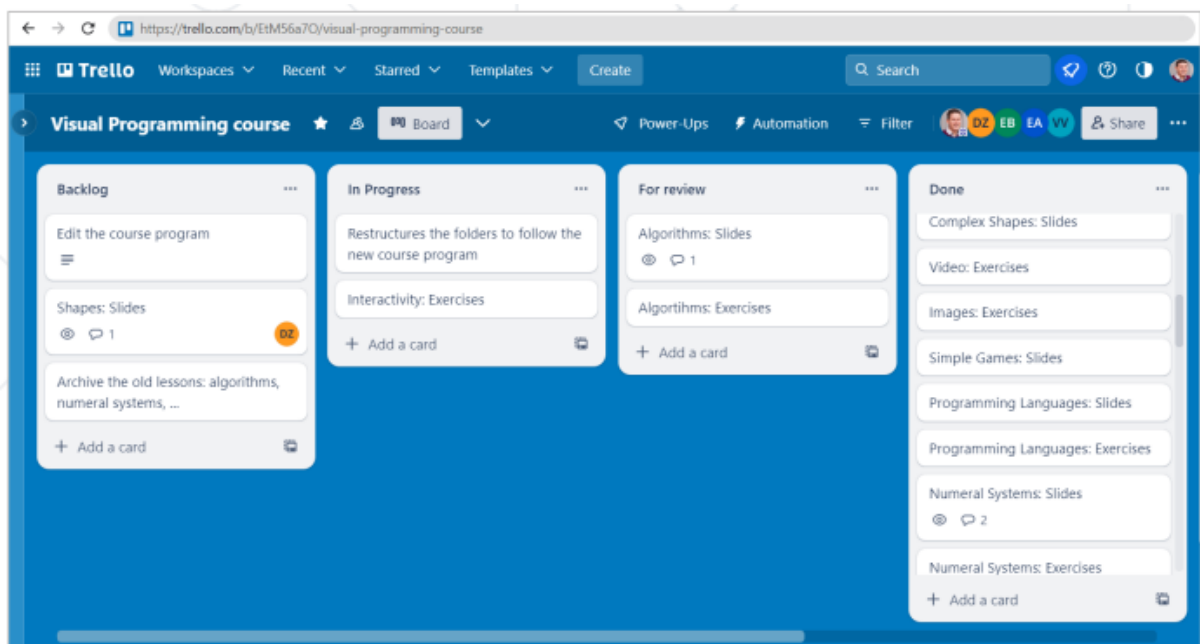 https://trello.com/b/EtM56a7O/visual-programming-course
Trello Workspaces Recent Starred Templates Create Search
Visual Programming course Board Power-Ups Automation Filter DZ EB EA VV Share
Backlog
Edit the course program
Shapes: Slides
1 DZ
Archive the old lessons: algorithms,
numeral systems, ...
+ Add a card
In Progress
Restructures the folders to follow the
new course program
Interactivity: Exercises
+ Add a card
For review
Algorithms: Slides
1
Algortihms: Exercises
+ Add a card
Done
Complex Shapes: Slides
Video: Exercises
Images: Exercises
Simple Games: Slides
Programming Languages: Slides
Programming Languages: Exercises
Numeral Systems: Slides
2
Numeral Systems: Exercises
+ Add a card